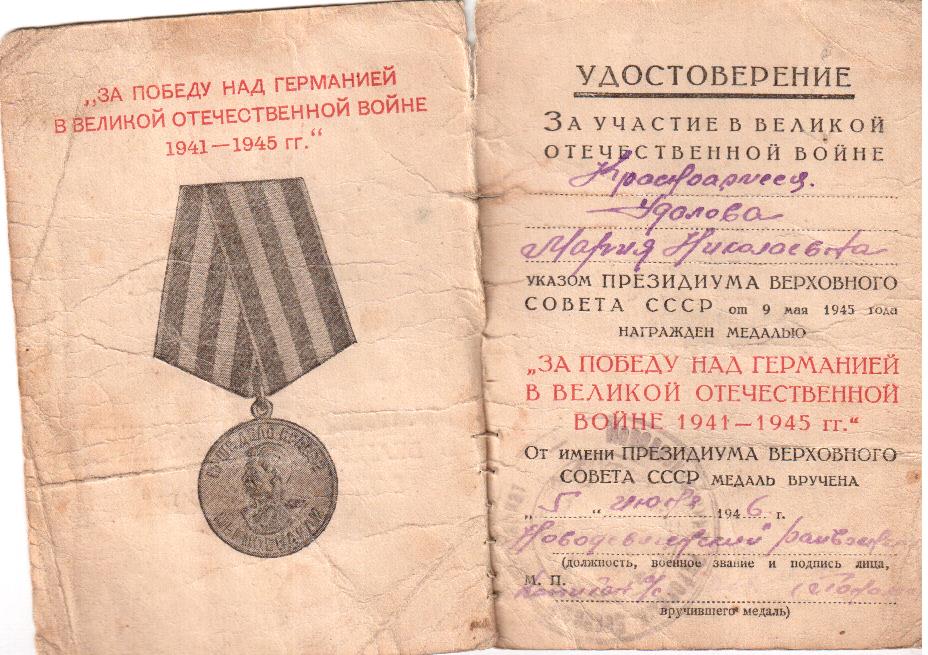 „ЗА ПОБЕДУ НАД ГЕРМАНИЕЙ
В ВЕЛИКОЙ ОТЕЧЕСТВЕННОЙ ВОЙНЕ
1941—1945 гг.“
УДОСТОВЕРЕНИЕ
ЗА УЧАСТИЕ В ВЕЛИКОЙ
ОТЕЧЕСТВЕННОЙ ВОЙНЕ
Красноармеец.
Удалова
Мария Николаевна
УКАЗОМ ПРЕЗИДИУМА ВЕРХОВНОГО
СОВЕТА СССР от 9 мая 1945 года
НАГРАЖДЕН МЕДАЛЬЮ
„ЗА ПОБЕДУ НАД ГЕРМАНИЕЙ
В ВЕЛИКОЙ ОТЕЧЕСТВЕННОЙ
ВОЙНЕ 1941—1945 гг.“
От имени ПРЕЗИДИУМА ВЕРХОВНОГО
СОВЕТА СССР МЕДАЛЬ ВРУЧЕНА
„5“ 1946 г.
(должность, военное звание и подпись лица,
М. П.
вручившего медаль)